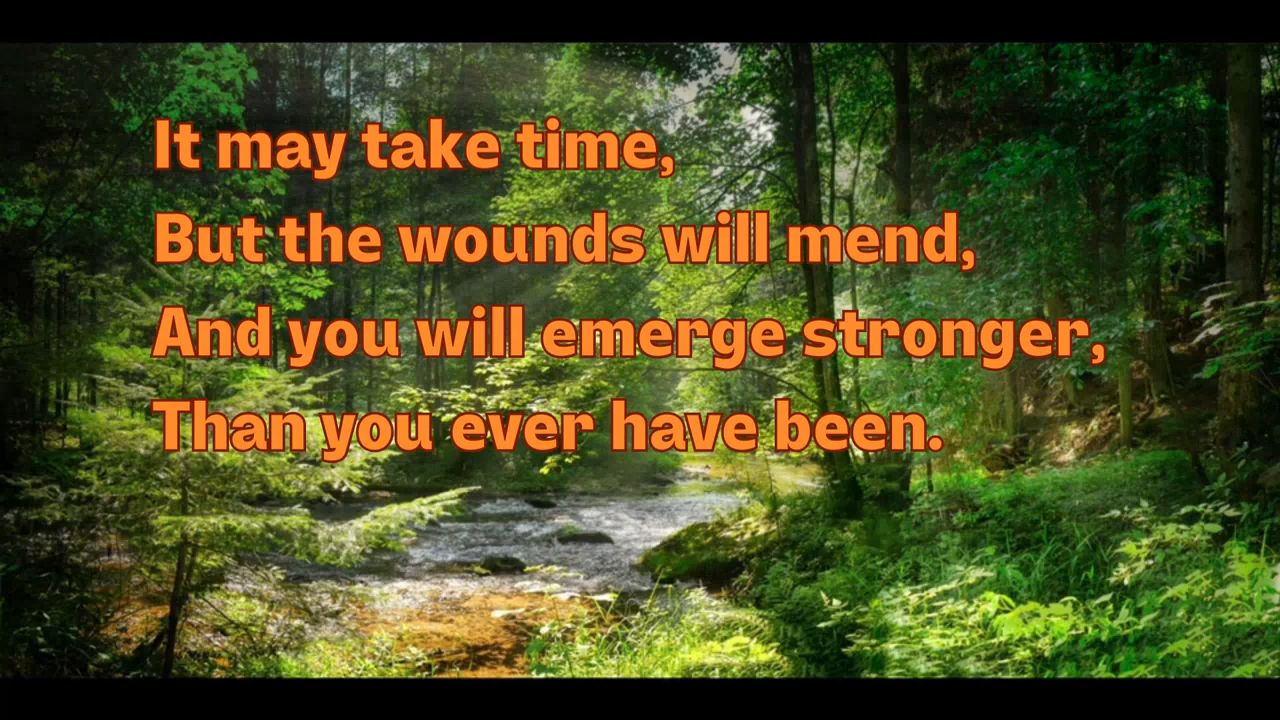 It may take time,
But the wounds will mend,
And you will emerge stronger,
Than you ever have been.